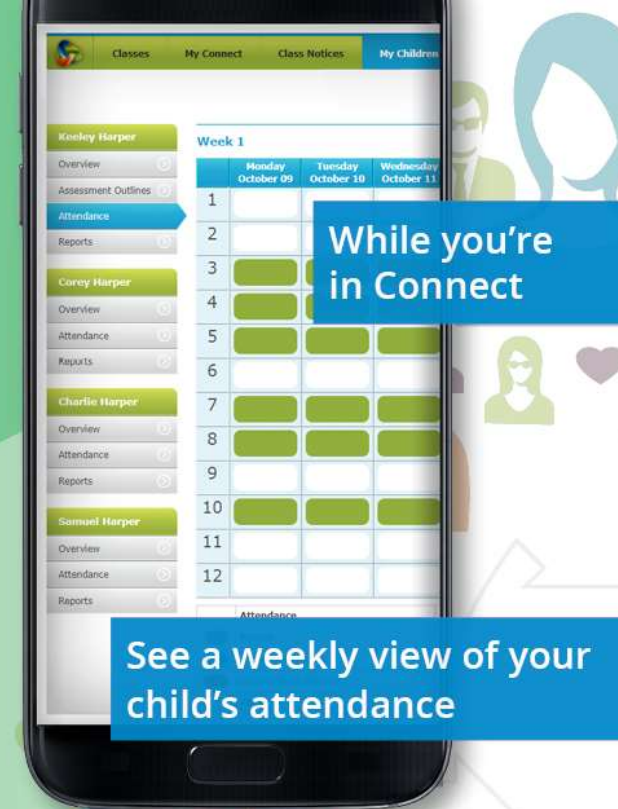 Classes My Connect Class Notices My Children
Keeley Harper
Overview
Assessment Outlines
Attendance
Reports
Corey Harper
Overview
Attendance
Reports
Charlie Harper
Overview
Attendance
Reports
Samuel Harper
Overview
Attendance
Reports
Week 1
Monday Tuesday Wednesday
October 09 October 10 October 11
1
2
3
4
5
6
7
8
9
10
11
12
Attendance
While you’re
in Connect
See a weekly view of your
child’s attendance